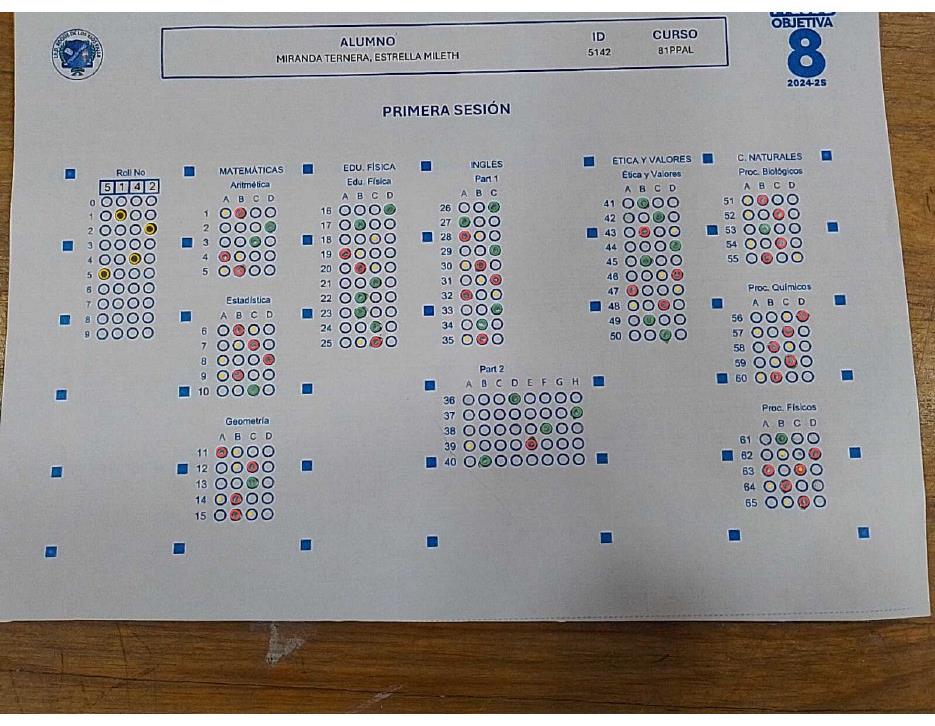 OBJETIVA
8
2024-25
ALUMNO
MIRANDA TERNERA, ESTRELLA MILETH
ID
5142
CURSO
81PPAL
PRIMERA SESIÓN
Roll No
5 1 4 2
0
1
2
3
4
5
6
7
8
9
MATEMÁTICAS
Aritmética
A B C D
1
2
3
4
5
Estadística
A B C D
6
7
8
9
10
Geometría
A B C D
11
12
13
14
15
EDU. FÍSICA
Edu. Física
A B C D
16
17
18
19
20
21
22
23
24
25
INGLÉS
Part 1
A B C
26
27
28
29
30
31
32
33
34
35
Part 2
A B C D E F G H
36
37
38
39
40
ÉTICA Y VALORES
Ética y Valores
A B C D
41
42
43
44
45
46
47
48
49
50
C. NATURALES
Proc. Biológicos
A B C D
51
52
53
54
55
Proc. Químicos
A B C D
56
57
58
59
60
Proc. Físicos
A B C D
61
62
63
64
65